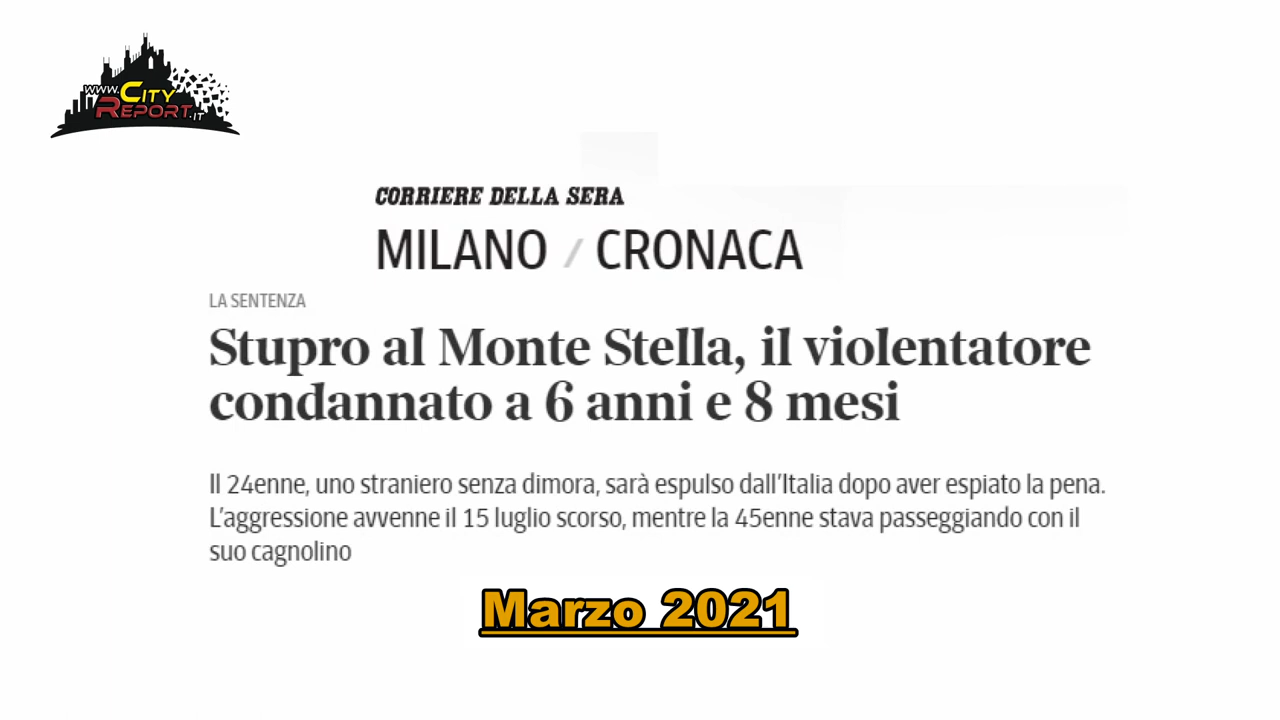 www.CITY
REPORT.IT
CORRIERE DELLA SERA
MILANO / CRONACA
LA SENTENZA
Stupro al Monte Stella, il violentatore
condannato a 6 anni e 8 mesi
Il 24enne, uno straniero senza dimora, sarà espulso dall'Italia dopo aver espiato la pena.
L'aggressione avvenne il 15 luglio scorso, mentre la 45enne stava passeggiando con il
suo cagnolino
Marzo 2021